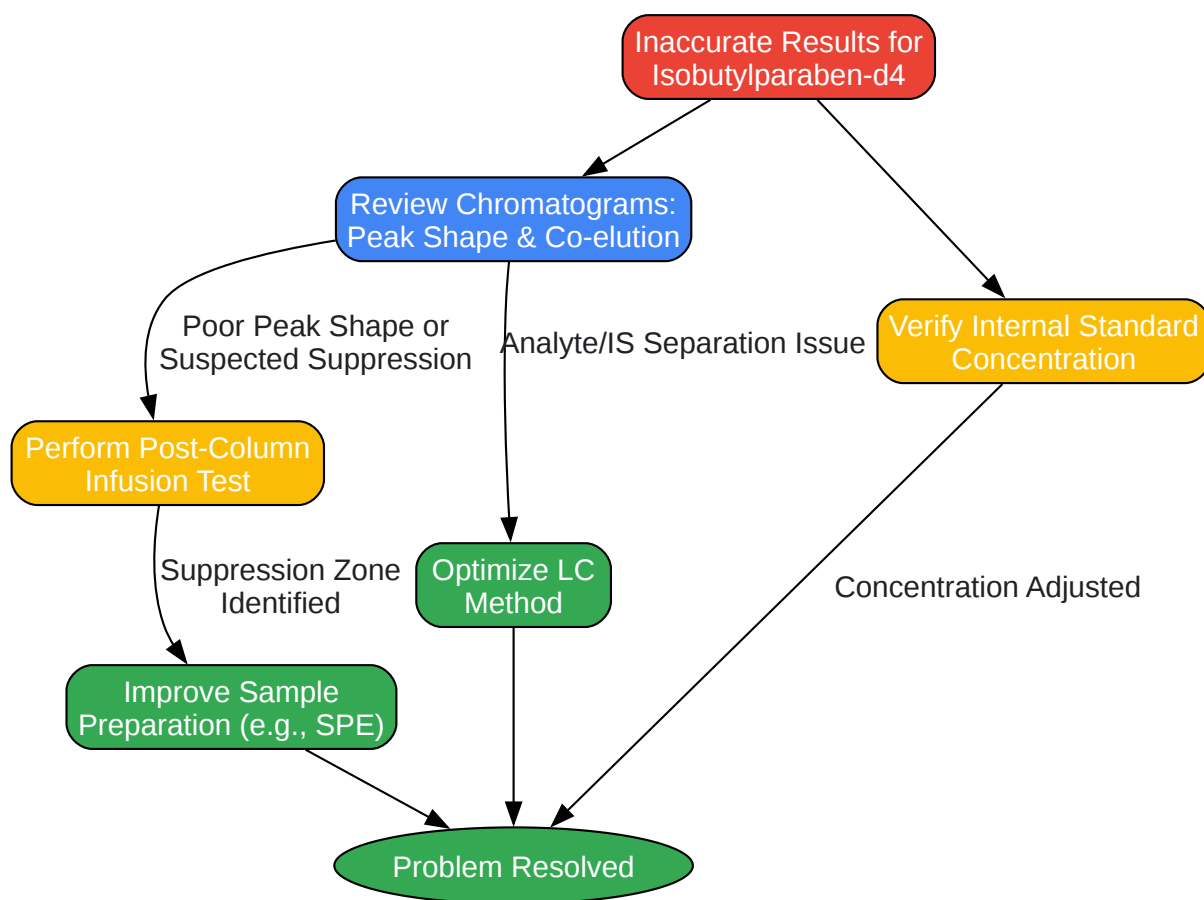 Inaccurate Results for
Isobutylparaben-d4
Review Chromatograms:
Peak Shape & Co-elution
Verify Internal Standard
Concentration
Poor Peak Shape or
Suspected Suppression
Analyte/IS Separation Issue
Perform Post-Column
Infusion Test
Suppression Zone
Identified
Optimize LC
Method
Concentration Adjusted
Improve Sample
Preparation (e.g., SPE)
Problem Resolved